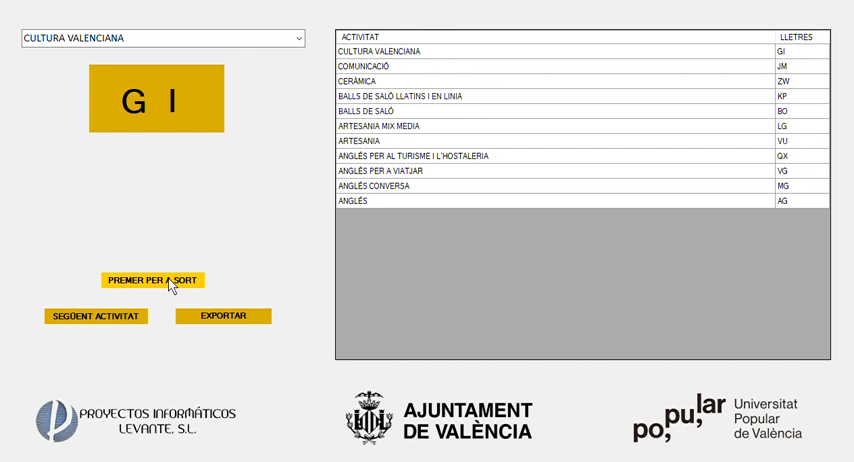 CULTURA VALENCIANA
G I
PREMER PER A SORT
SEGÜENT ACTIVITAT
EXPORTAR
ACTIVITAT LLETRES
CULTURA VALENCIANA GI
COMUNICACIÓ JM
CERÀMICA ZW
BALLS DE SALÓ LLATINS I EN LINIA KP
BALLS DE SALÓ BO
ARTESANIA MIX MEDIA LG
ARTESANIA VU
ANGLÉS PER AL TURISME I L'HOSTALERIA QX
ANGLÉS PER A VIATJAR VG
ANGLÉS CONVERSA MG
ANGLÉS AG
PROYECTOS INFORMÁTICOS
LEVANTE, S.L.
AJUNTAMENT
DE VALÈNCIA
po,pu,lar
Universitat
Popular
de València